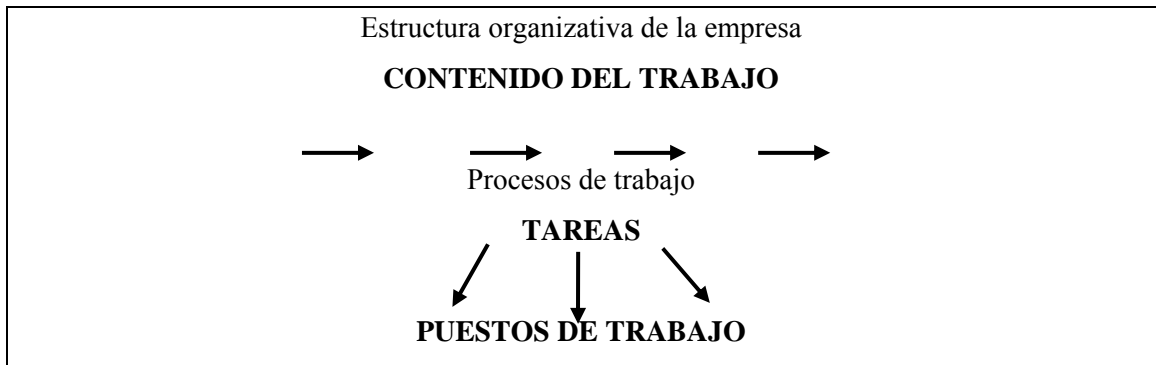 Estructura organizativa de la empresa
CONTENIDO DEL TRABAJO
Procesos de trabajo
TAREAS
PUESTOS DE TRABAJO